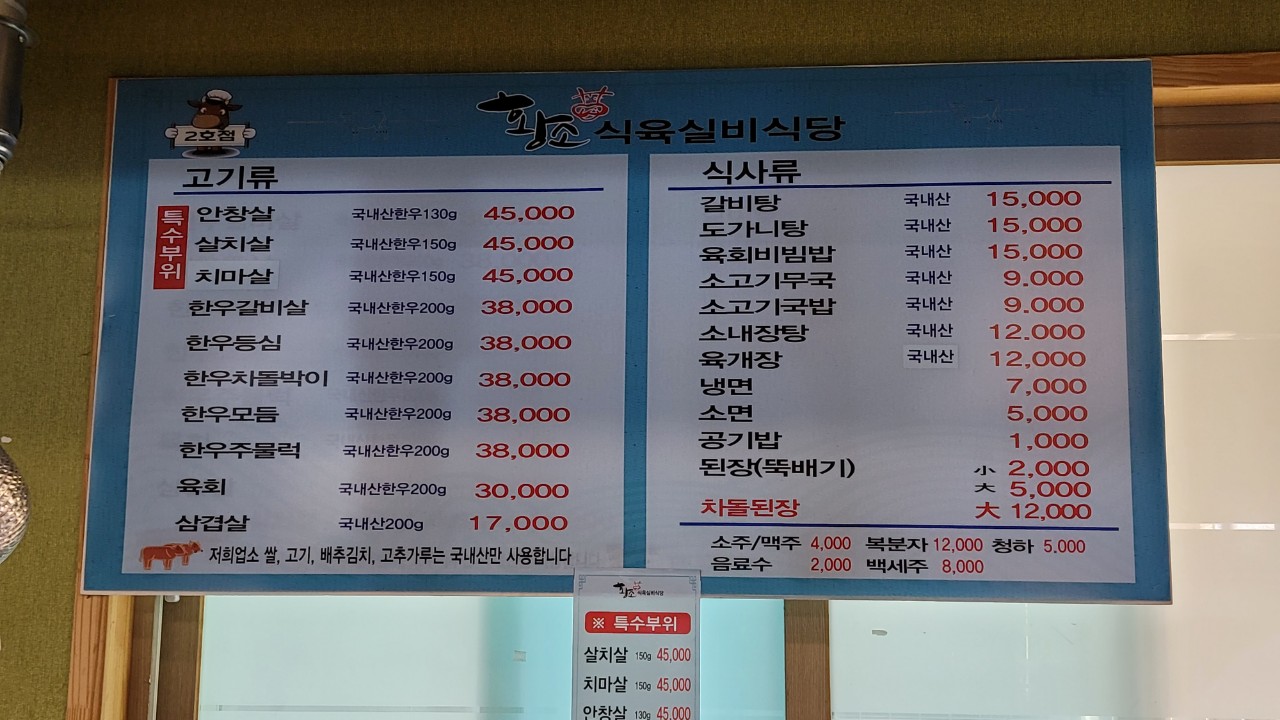 2호점
황소 식육실비식당
고기류
특수부위
안창살 국내산한우130g 45,000
살치살 국내산한우150g 45,000
치마살 국내산한우150g 45,000
한우갈비살 국내산한우200g 38,000
한우등심 국내산한우200g 38,000
한우차돌박이 국내산한우200g 38,000
한우모듬 국내산한우200g 38,000
한우주물럭 국내산한우200g 38,000
육회 국내산한우200g 30,000
삼겹살 국내산200g 17,000
저희업소 쌀, 고기, 배추김치, 고추가루는 국내산만 사용합니다
식사류
갈비탕 국내산 15,000
도가니탕 국내산 15,000
육회비빔밥 국내산 15,000
소고기무국 국내산 9.000
소고기국밥 국내산 9.000
소내장탕 국내산 12,000
육개장 국내산 12,000
냉면 7,000
소면 5,000
공기밥 1,000
된장(뚝배기) 小 2,000
大 5,000
차돌된장 大 12,000
소주/맥주 4,000 복분자 12,000 청하 5.000
음료수 2,000 백세주 8,000
황소 식육실비식당
※ 특수부위
살치살 150g 45,000
치마살 150g 45,000
안창살 130g 45,000